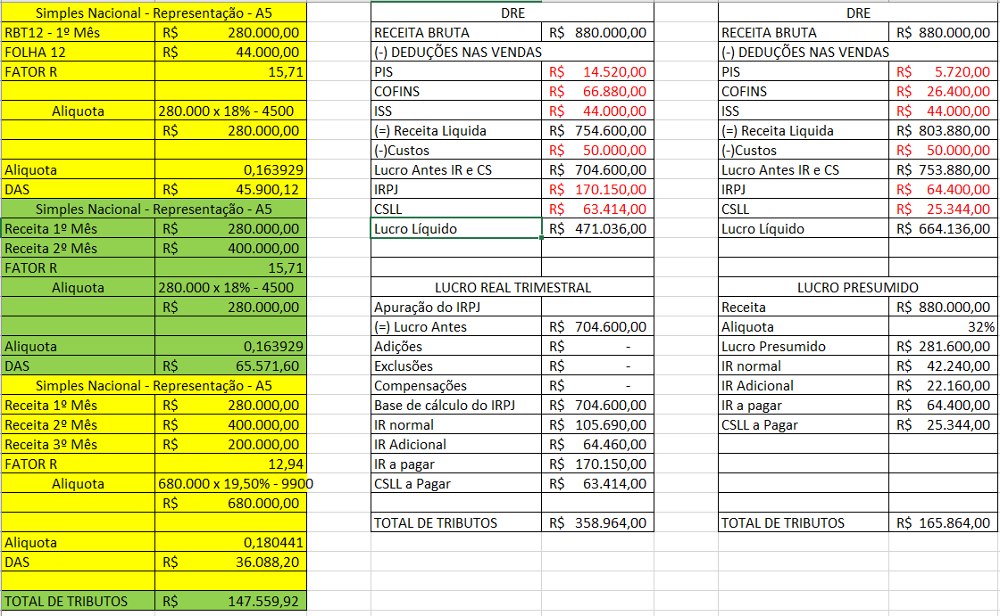 Simples Nacional - Representação - A5
RBT12 - 1º Mês R$ 280.000,00
FOLHA 12 R$ 44.000,00
FATOR R 15,71
Aliquota 280.000 x 18% - 4500
R$ 280.000,00
Aliquota 0,163929
DAS R$ 45.900,12
Simples Nacional - Representação - A5
Receita 1º Mês R$ 280.000,00
Receita 2º Mês R$ 400.000,00
FATOR R 15,71
Aliquota 280.000 x 18% - 4500
R$ 280.000,00
Aliquota 0,163929
DAS R$ 65.571,60
Simples Nacional - Representação - A5
Receita 1º Mês R$ 280.000,00
Receita 2º Mês R$ 400.000,00
Receita 3º Mês R$ 200.000,00
FATOR R 12,94
Aliquota 680.000 x 19,50% - 9900
R$ 680.000,00
Aliquota 0,180441
DAS R$ 36.088,20
TOTAL DE TRIBUTOS R$ 147.559,92
DRE
RECEITA BRUTA R$ 880.000,00
(-) DEDUÇÕES NAS VENDAS
PIS R$ 14.520,00
COFINS R$ 66.880,00
ISS R$ 44.000,00
(=) Receita Liquida R$ 754.600,00
(-)Custos R$ 50.000,00
Lucro Antes IR e CS R$ 704.600,00
IRPJ R$ 170.150,00
CSLL R$ 63.414,00
Lucro Líquido R$ 471.036,00
LUCRO REAL TRIMESTRAL
Apuração do IRPJ
(=) Lucro Antes R$ 704.600,00
Adições R$ -
Exclusões R$ -
Compensações R$ -
Base de cálculo do IRPJ R$ 704.600,00
IR normal R$ 105.690,00
IR Adicional R$ 64.460,00
IR a pagar R$ 170.150,00
CSLL a Pagar R$ 63.414,00
TOTAL DE TRIBUTOS R$ 358.964,00
DRE
RECEITA BRUTA R$ 880.000,00
(-) DEDUÇÕES NAS VENDAS
PIS R$ 5.720,00
COFINS R$ 26.400,00
ISS R$ 44.000,00
(=) Receita Liquida R$ 803.880,00
(-)Custos R$ 50.000,00
Lucro Antes IR e CS R$ 753.880,00
IRPJ R$ 64.400,00
CSLL R$ 25.344,00
Lucro Líquido R$ 664.136,00
LUCRO PRESUMIDO
Receita R$ 880.000,00
Aliquota 32%
Lucro Presumido R$ 281.600,00
IR normal R$ 42.240,00
IR Adicional R$ 22.160,00
IR a pagar R$ 64.400,00
CSLL a Pagar R$ 25.344,00
TOTAL DE TRIBUTOS R$ 165.864,00